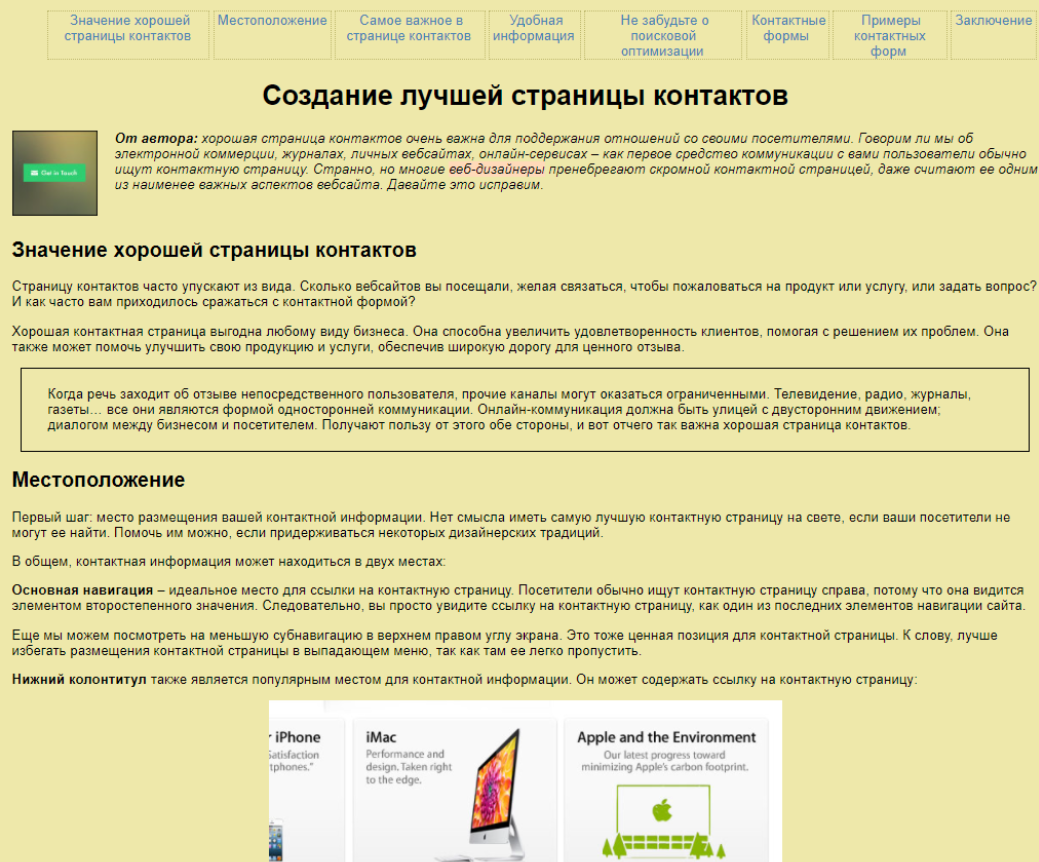 Значение хорошей
страницы контактов
Местоположение
Самое важное в
странице контактов
Удобная
информация
Не забудьте о
поисковой
оптимизации
Контактные
формы
Примеры
контактных
форм
Заключение
Создание лучшей страницы контактов
Get in Touch
От автора: хорошая страница контактов очень важна для поддержания отношений со своими посетителями. Говорим ли мы об
электронной коммерции, журналах, личных вебсайтах, онлайн-сервисах – как первое средство коммуникации с вами пользователи обычно
ищут контактную страницу. Странно, но многие веб-дизайнеры пренебрегают скромной контактной страницей, даже считают ее одним
из наименее важных аспектов вебсайта. Давайте это исправим.
Значение хорошей страницы контактов
Страницу контактов часто упускают из вида. Сколько вебсайтов вы посещали, желая связаться, чтобы пожаловаться на продукт или услугу, или задать вопрос?
И как часто вам приходилось сражаться с контактной формой?
Хорошая контактная страница выгодна любому виду бизнеса. Она способна увеличить удовлетворенность клиентов, помогая с решением их проблем. Она
также может помочь улучшить свою продукцию и услуги, обеспечив широкую дорогу для ценного отзыва.
Когда речь заходит об отзыве непосредственного пользователя, прочие каналы могут оказаться ограниченными. Телевидение, радио, журналы,
газеты… все они являются формой односторонней коммуникации. Онлайн-коммуникация должна быть улицей с двусторонним движением;
диалогом между бизнесом и посетителем. Получают пользу от этого обе стороны, и вот отчего так важна хорошая страница контактов.
Местоположение
Первый шаг: место размещения вашей контактной информации. Нет смысла иметь самую лучшую контактную страницу на свете, если ваши посетители не
могут ее найти. Помочь им можно, если придерживаться некоторых дизайнерских традиций.
В общем, контактная информация может находиться в двух местах:
Основная навигация – идеальное место для ссылки на контактную страницу. Посетители обычно ищут контактную страницу справа, потому что она видится
элементом второстепенного значения. Следовательно, вы просто увидите ссылку на контактную страницу, как один из последних элементов навигации сайта.
Еще мы можем посмотреть на меньшую субнавигацию в верхнем правом углу экрана. Это тоже ценная позиция для контактной страницы. К слову, лучше
избегать размещения контактной страницы в выпадающем меню, так как там ее легко пропустить.
Нижний колонтитул также является популярным местом для контактной информации. Он может содержать ссылку на контактную страницу:
r iPhone
Satisfaction
tphones."
iMac
Performance and
design. Taken right
to the edge.
Apple and the Environment
Our latest progress toward
minimizing Apple's carbon footprint.